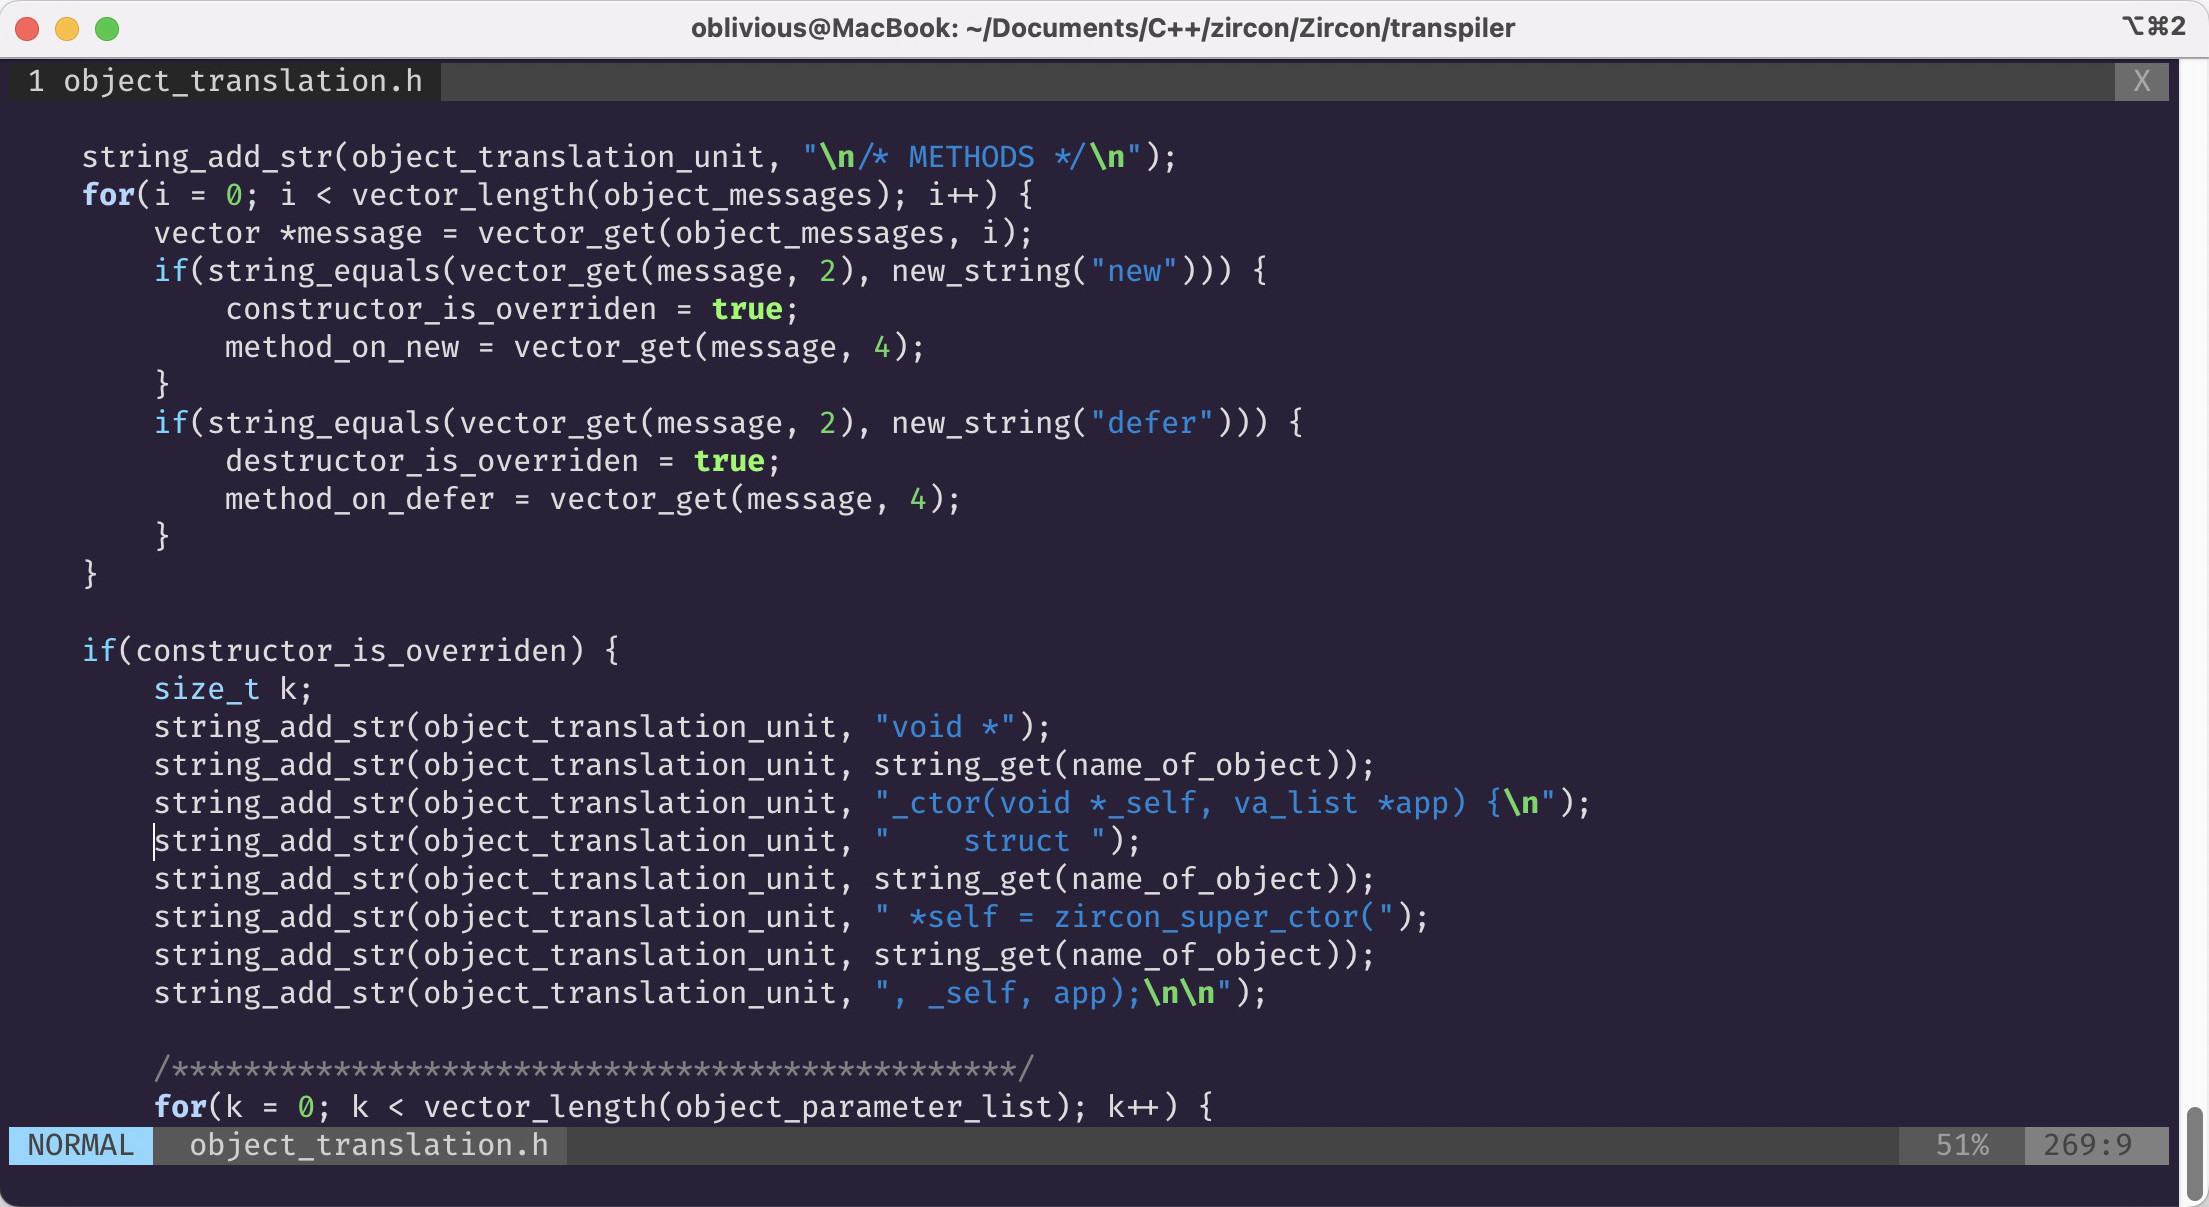 oblivious@MacBook: ~/Documents/C++/zircon/Zircon/transpiler ⌥⌘2
1 object_translation.h X
string_add_str(object_translation_unit, "\n/* METHODS */\n");
for(i = 0; i < vector_length(object_messages); i++) {
vector *message = vector_get(object_messages, i);
if(string_equals(vector_get(message, 2), new_string("new"))) {
constructor_is_overriden = true;
method_on_new = vector_get(message, 4);
}
if(string_equals(vector_get(message, 2), new_string("defer"))) {
destructor_is_overriden = true;
method_on_defer = vector_get(message, 4);
}
}
if(constructor_is_overriden) {
size_t k;
string_add_str(object_translation_unit, "void *");
string_add_str(object_translation_unit, string_get(name_of_object));
string_add_str(object_translation_unit, "_ctor(void *_self, va_list *app) {\n");
string_add_str(object_translation_unit, "    struct ");
string_add_str(object_translation_unit, string_get(name_of_object));
string_add_str(object_translation_unit, " *self = zircon_super_ctor(");
string_add_str(object_translation_unit, string_get(name_of_object));
string_add_str(object_translation_unit, ", _self, app);\n\n");
/***********************************************/
for(k = 0; k < vector_length(object_parameter_list); k++) {
NORMAL object_translation.h 51% 269:9